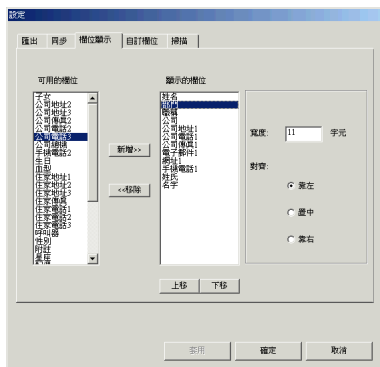 設定
匯出 同步 欄位顯示 自訂欄位 掃描
可用的欄位
子女
公司地址2
公司地址3
公司傳真2
公司電話2
公司電話3
公司總機
手機電話2
生日
血型
住家地址1
住家地址2
住家地址3
住家傳真
住家電話1
住家電話2
住家電話3
呼叫器
性別
附註
星座
新增>>
<<移除
顯示的欄位
姓名
部門
職稱
公司
公司地址1
公司電話1
公司傳真1
電子郵件1
網址1
手機電話1
姓氏
名字
上移 下移
寬度: 11 字元
對齊:
靠左
置中
靠右
套用 確定 取消